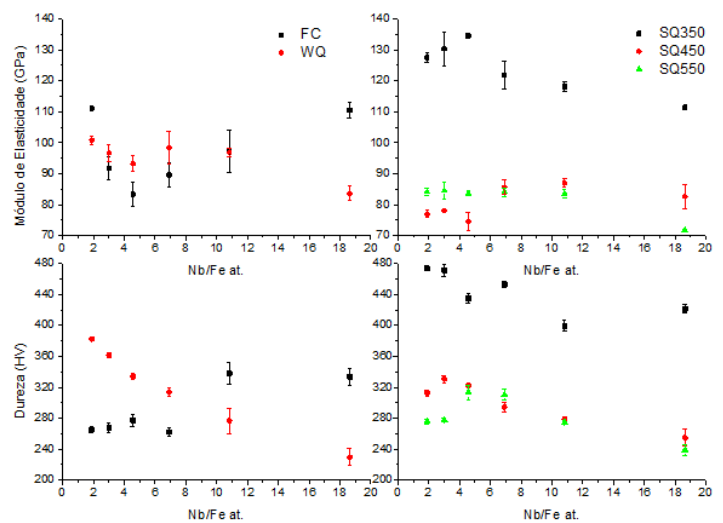 140
130
120
110
100
90
80
70
Módulo de Elasticidade (GPa)
FC
WQ
0 2 4 6 8 10 12 14 16 18 20
Nb/Fe at.
140
130
120
110
100
90
80
70
SQ350
SQ450
SQ550
0 2 4 6 8 10 12 14 16 18 20
Nb/Fe at.
480
440
400
360
320
280
240
200
Dureza (HV)
0 2 4 6 8 10 12 14 16 18 20
Nb/Fe at.
480
440
400
360
320
280
240
200
0 2 4 6 8 10 12 14 16 18 20
Nb/Fe at.